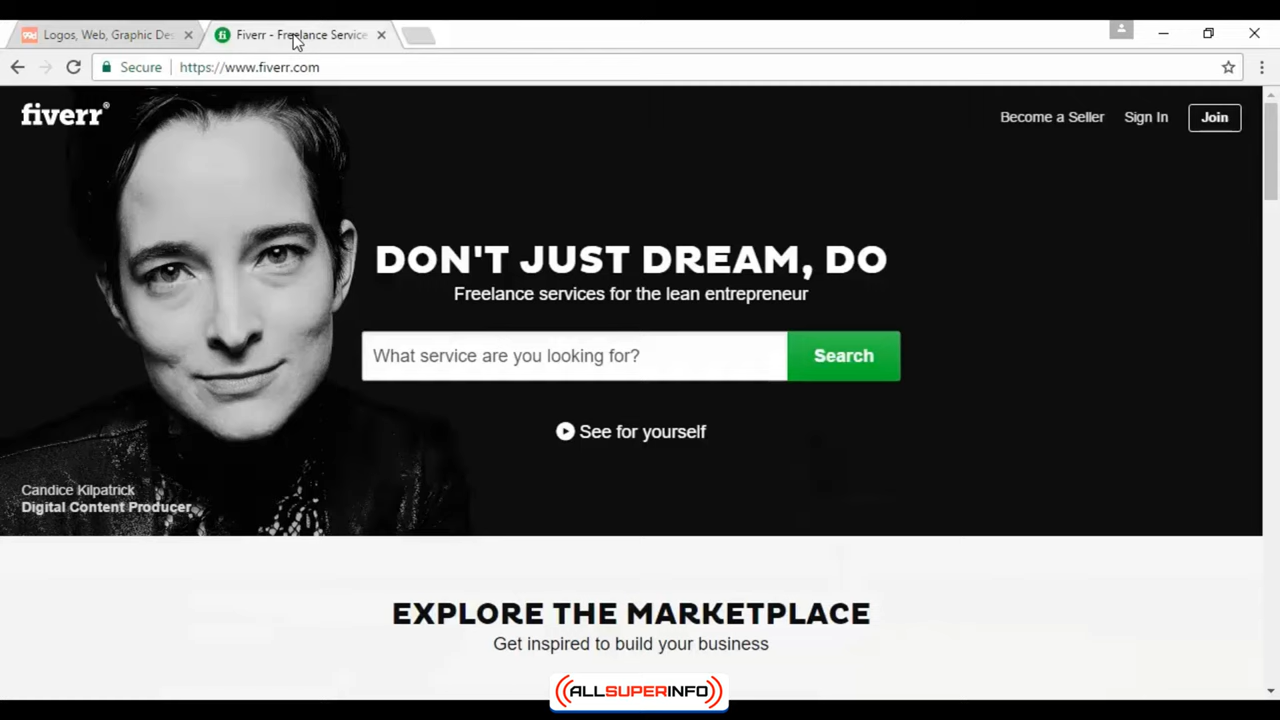 Logos, Web, Graphic Des
Fiverr - Freelance Service
Secure
https://www.fiverr.com
fiverr®
Become a Seller
Sign In
Join
DON'T JUST DREAM, DO
Freelance services for the lean entrepreneur
What service are you looking for?
Search
See for yourself
Candice Kilpatrick
Digital Content Producer
EXPLORE THE MARKETPLACE
Get inspired to build your business
ALLSUPERINFO